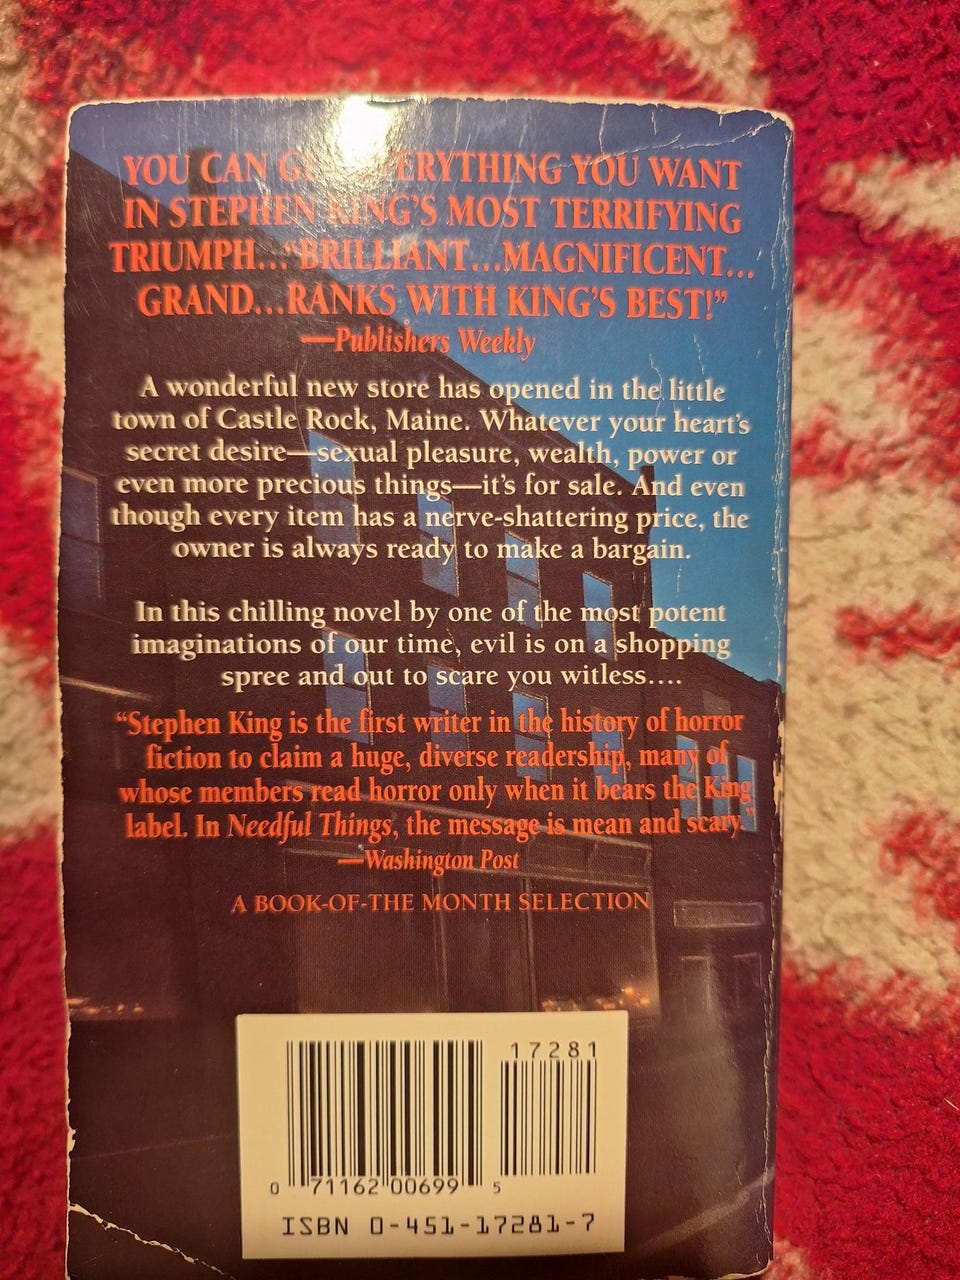 YOU CAN GET EVERYTHING YOU WANT
IN STEPHEN KING'S MOST TERRIFYING
TRIUMPH..."BRILLIANT...MAGNIFICENT...
GRAND...RANKS WITH KING'S BEST!"
—Publishers Weekly
A wonderful new store has opened in the little
town of Castle Rock, Maine. Whatever your heart's
secret desire—sexual pleasure, wealth, power or
even more precious things—it's for sale. And even
though every item has a nerve-shattering price, the
owner is always ready to make a bargain.
In this chilling novel by one of the most potent
imaginations of our time, evil is on a shopping
spree and out to scare you witless....
"Stephen King is the first writer in the history of horror
fiction to claim a huge, diverse readership, many of
whose members read horror only when it bears the King
label. In Needful Things, the message is mean and scary."
—Washington Post
A BOOK-OF-THE MONTH SELECTION
17281
0 71162 00699 5
ISBN 0-451-17281-7